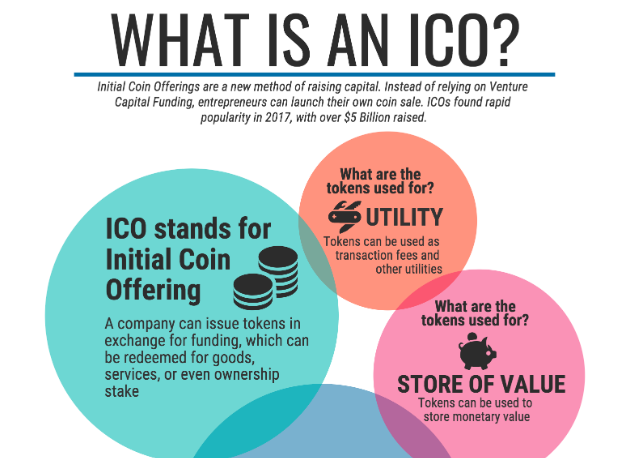 WHAT IS AN ICO?
Initial Coin Offerings are a new method of raising capital. Instead of relying on Venture
Capital Funding, entrepreneurs can launch their own coin sale. ICOs found rapid
popularity in 2017, with over $5 Billion raised.
What are the
tokens used for?
UTILITY
Tokens can be used as
transaction fees and
other utilities
ICO stands for
Initial Coin
Offering
A company can issue tokens in
exchange for funding, which can
be redeemed for goods,
services, or even ownership
stake
What are the
tokens used for?
STORE OF VALUE
Tokens can be used to
store monetary value